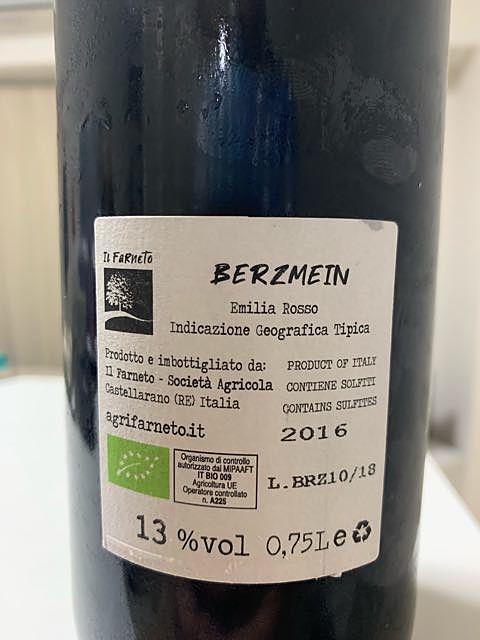 Il Farneto
BERZMEIN
Emilia Rosso
Indicazione Geografica Tipica
Prodotto e imbottigliato da:
Il Farneto - Società Agricola
Castellarano (RE) Italia
agrifarneto.it
PRODUCT OF ITALY
CONTIENE SOLFITI
CONTAINS SULFITES
2016
L.BRZ10/18
Organismo di controllo
autorizzato dal MIPAAFT
IT BIO 009
Agricoltura UE
Operatore controllato
n. A225
13 %vol 0,75L e